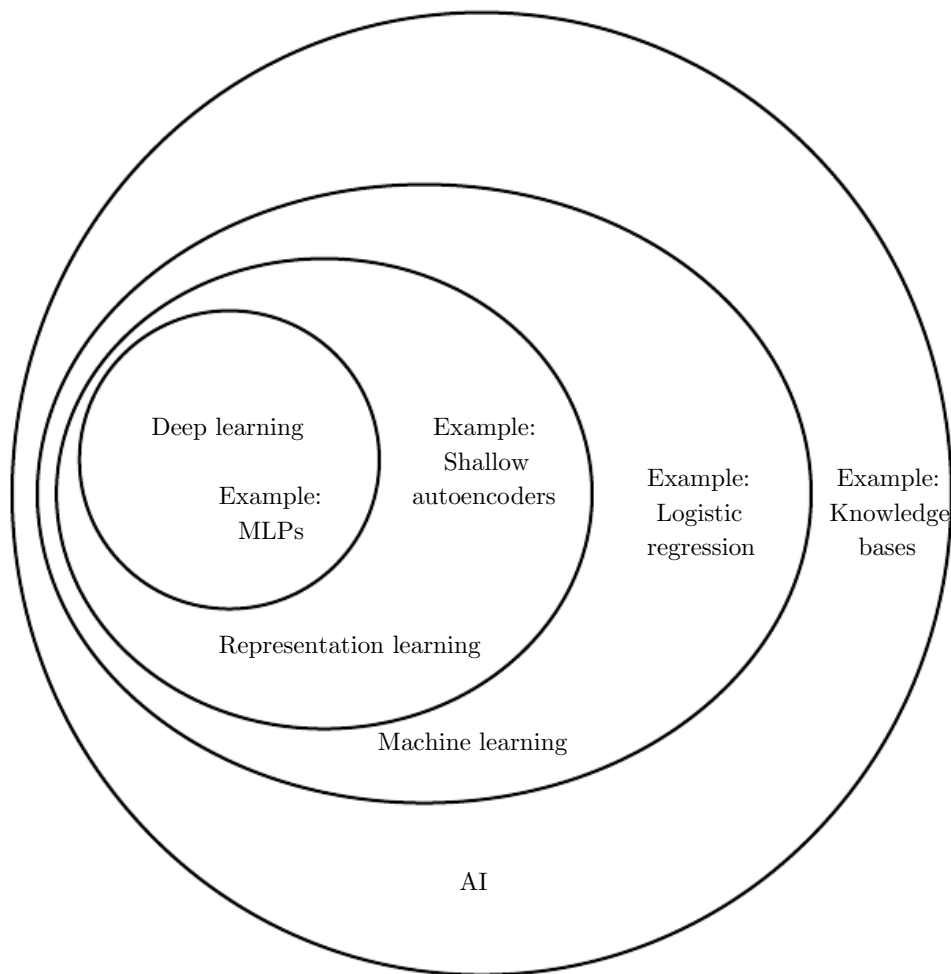 Deep learning
Example:
MLPs
Example:
Shallow
autoencoders
Example:
Logistic
regression
Example:
Knowledge
bases
Representation learning
Machine learning
AI